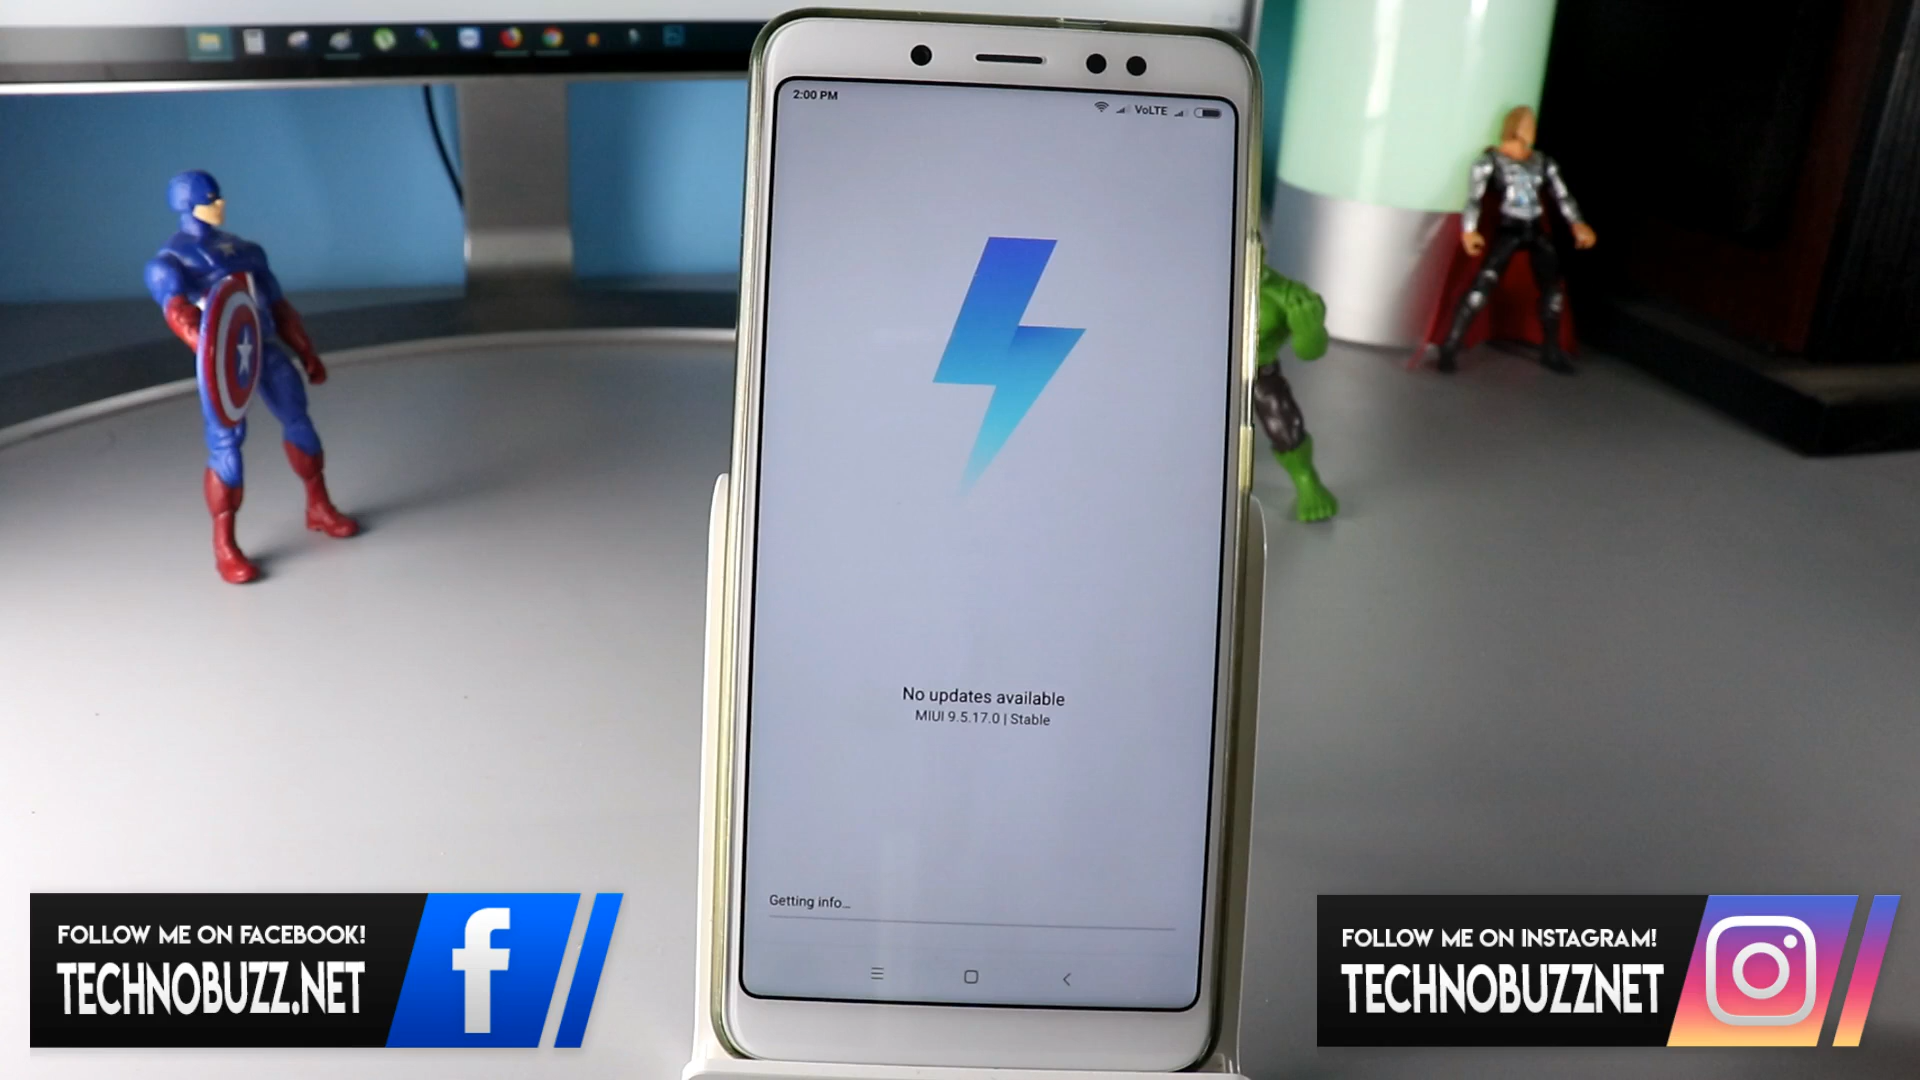 2:00 PM
VoLTE
No updates available
MIUI 9.5.17.0 | Stable
Getting info...
FOLLOW ME ON FACEBOOK!
TECHNOBUZZ.NET
FOLLOW ME ON INSTAGRAM!
TECHNOBUZZNET